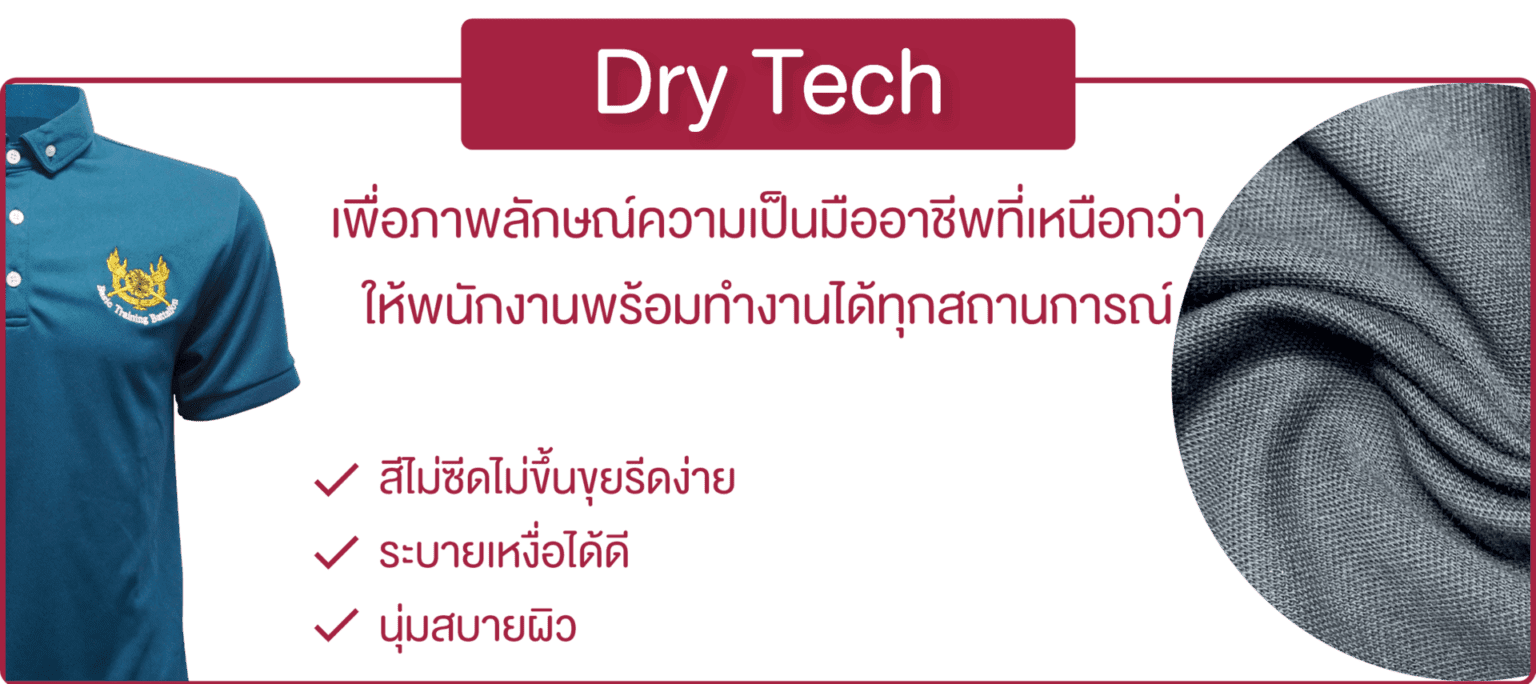 Dry Tech
เพื่อภาพลักษณ์ความเป็นมืออาชีพที่เหนือกว่า
ให้พนักงานพร้อมทำงานได้ทุกสถานการณ์
Training Battalion
สีไม่ซีดไม่ขึ้นขุยรีดง่าย
ระบายเหงื่อได้ดี
นุ่มสบายผิว